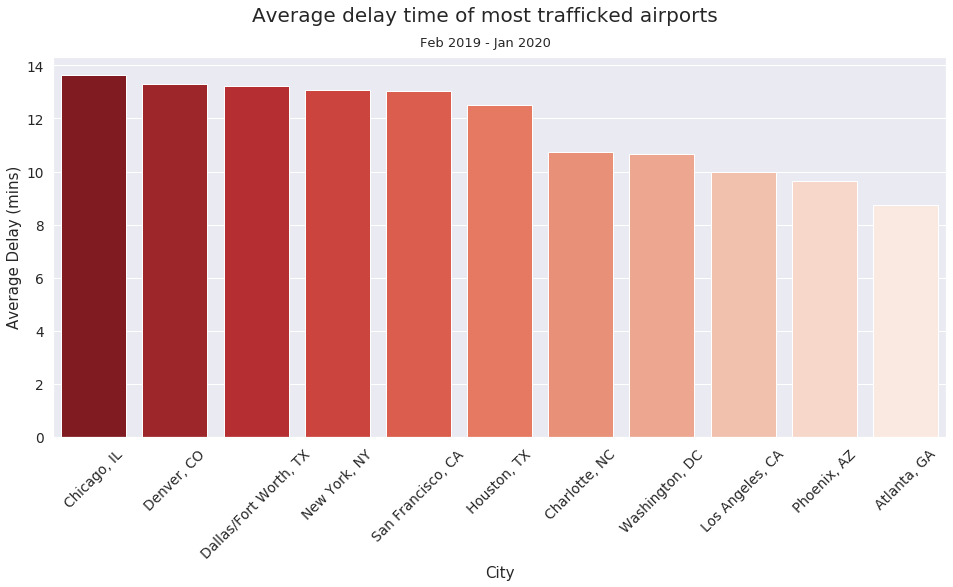 Average delay time of most trafficked airports
Feb 2019 - Jan 2020
Average Delay (mins)
14
12
10
8
6
4
2
0
Chicago, IL
Denver, CO
Dallas/Fort Worth, TX
New York, NY
San Francisco, CA
Houston, TX
Charlotte, NC
Washington, DC
Los Angeles, CA
Phoenix, AZ
Atlanta, GA
City